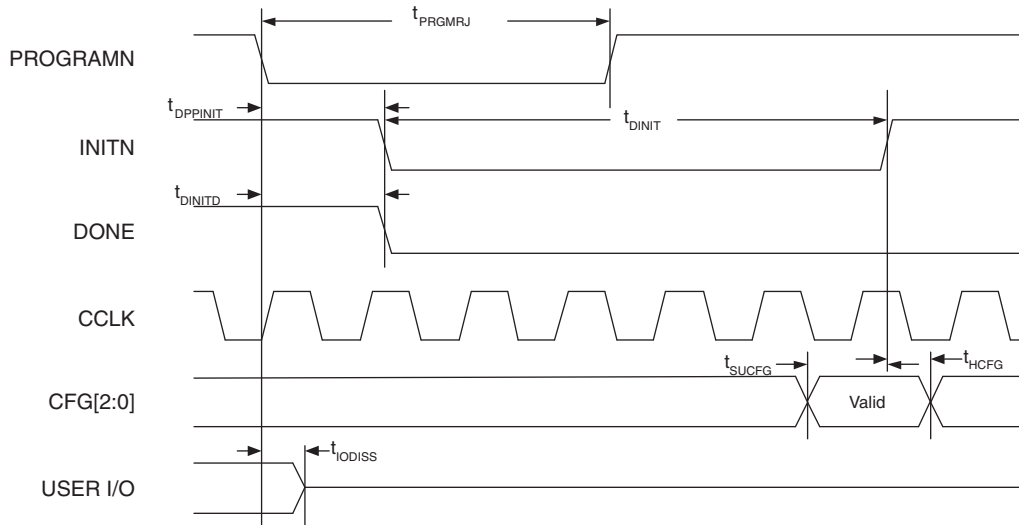 tPRGMRJ
PROGRAMN
tDPPINIT
tDINIT
INITN
tDINITD
DONE
CCLK
tSUCFG
tHCFG
CFG[2:0]
Valid
tIODISS
USER I/O